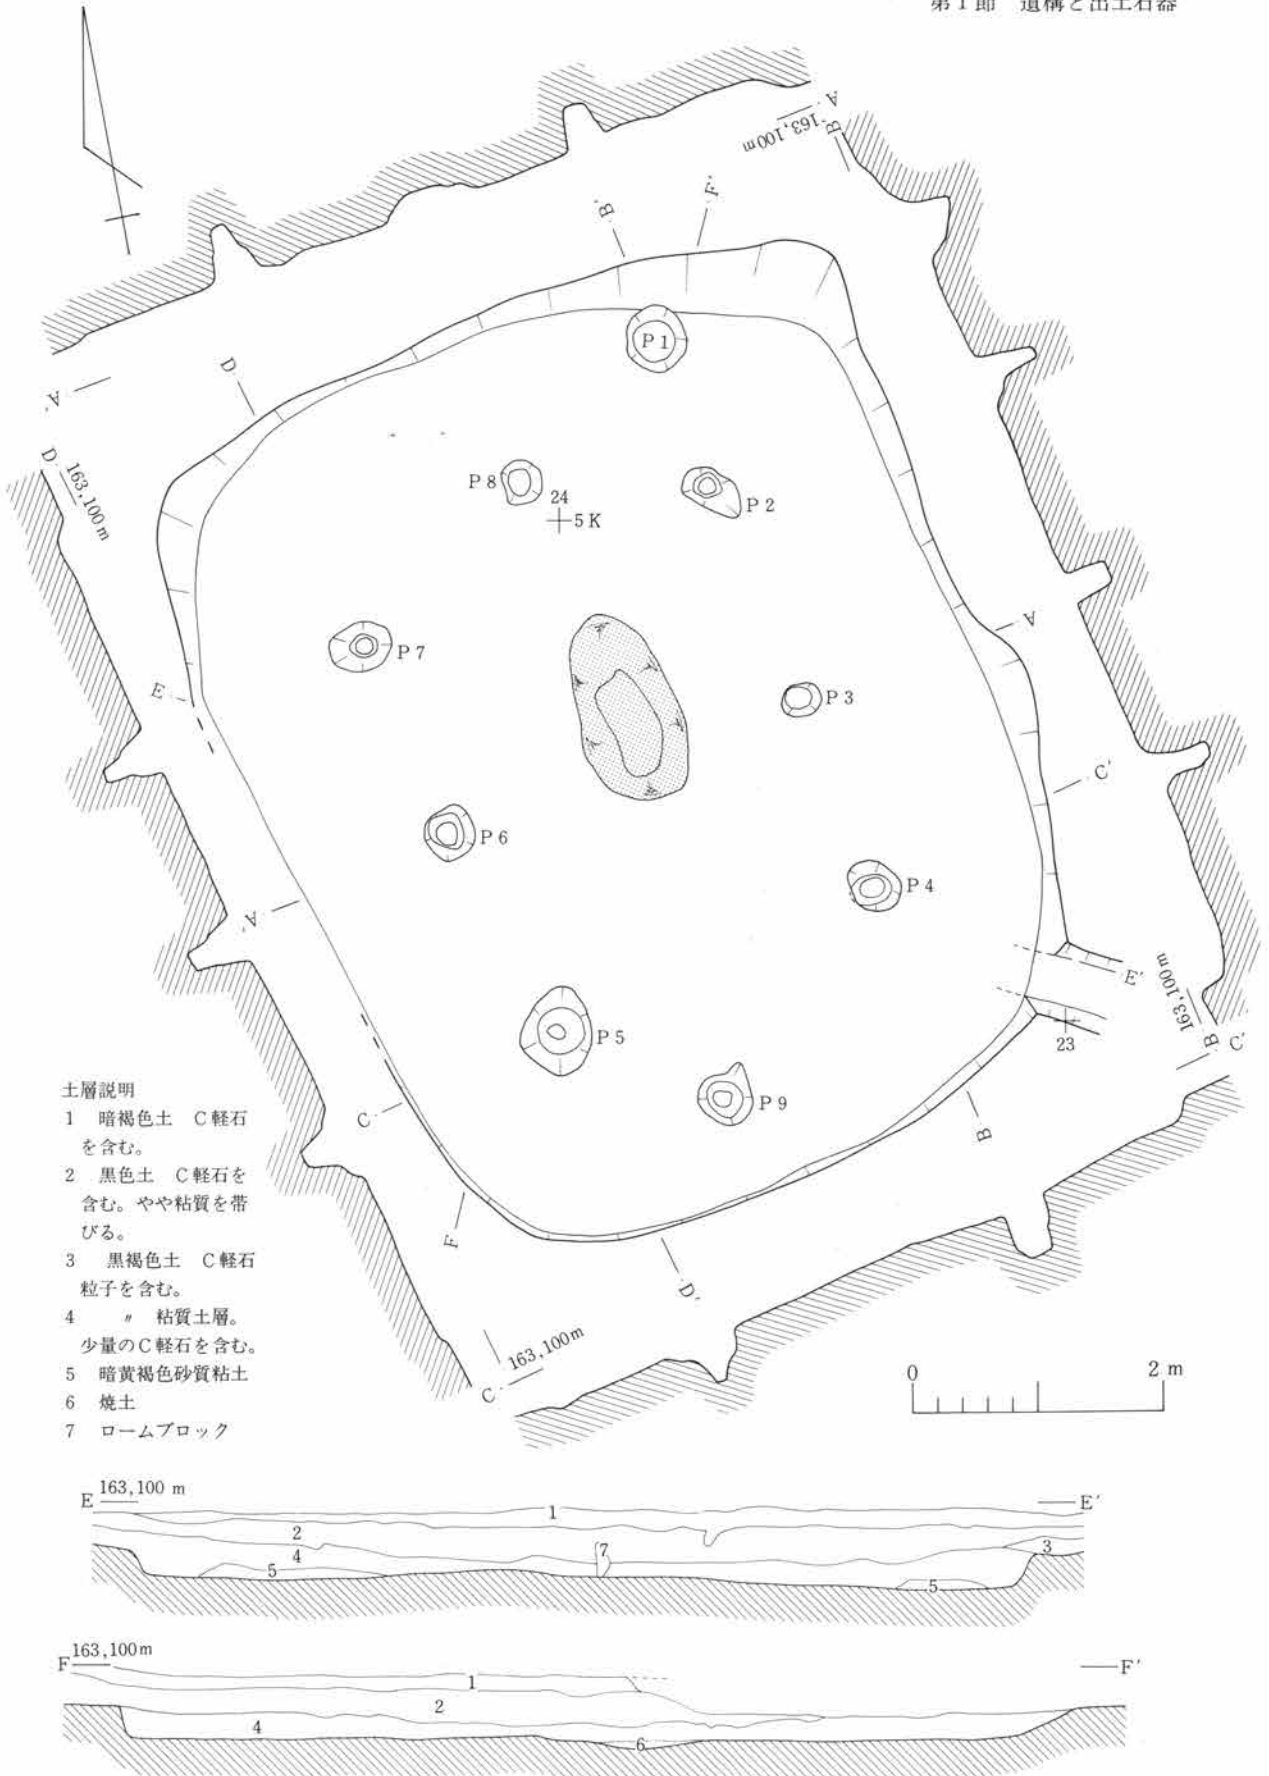 第1節 遺構と出土石器
A
163,100m
B'
B'
F'
D
A'
D
163,100m
P1
P8
24
5K
P2
A
P7
E
P3
C'
P6
P4
A'
E'
163,100m
23
B
C'
P5
C
P9
B
F
D'
163,100m
C
土層説明
1 暗褐色土 C軽石
を含む。
2 黒色土 C軽石を
含む。やや粘質を帯
びる。
3 黒褐色土 C軽石
粒子を含む。
4 〃 粘質土層。
少量のC軽石を含む。
5 暗黄褐色砂質粘土
6 焼土
7 ロームブロック
0 2m
E 163,100 m E'
1
2
7
3
4
5
5
F 163,100m F'
1
2
4
6